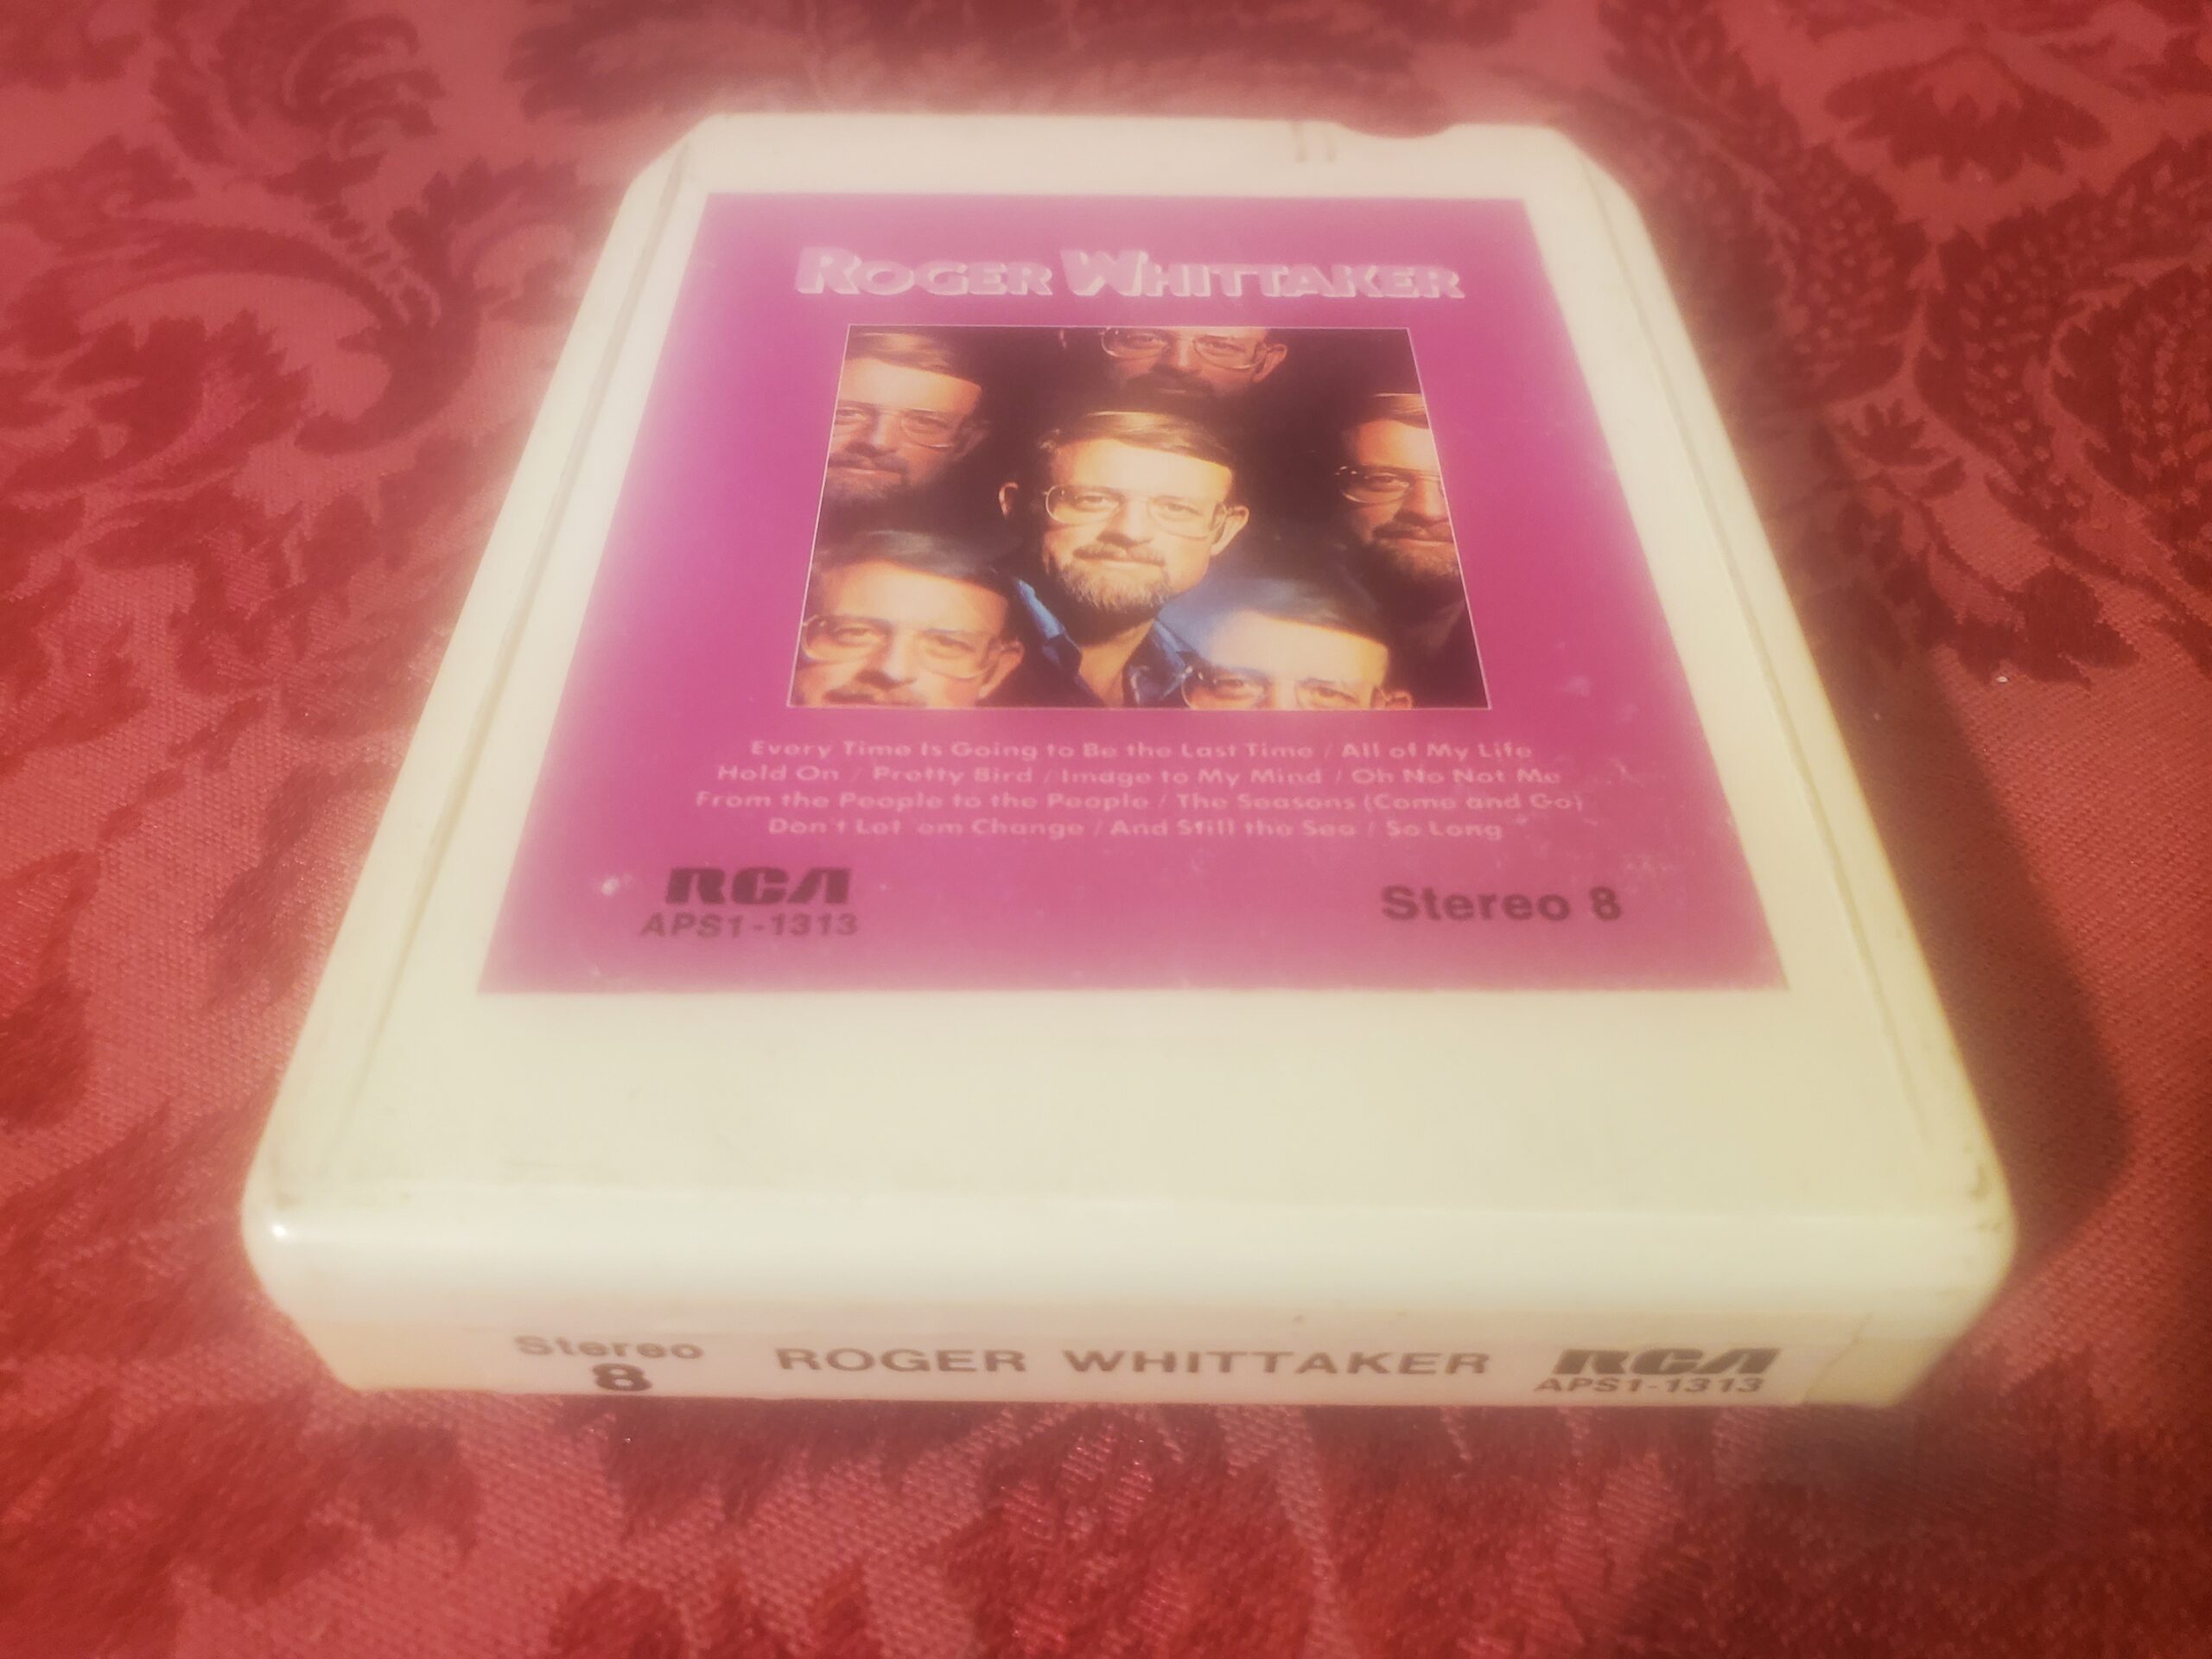 ROGER WHITTAKER
Every Time Is Going to Be the Last Time / All of My Life
Hold On / Pretty Bird / Image to My Mind / Oh No Not Me
From the People to the People / The Seasons (Come and Go)
Don't Let 'em Change / And Still the Sea / So Long
RCA
APS1-1313
Stereo 8
Stereo
8
ROGER WHITTAKER
RCA
APS1-1313